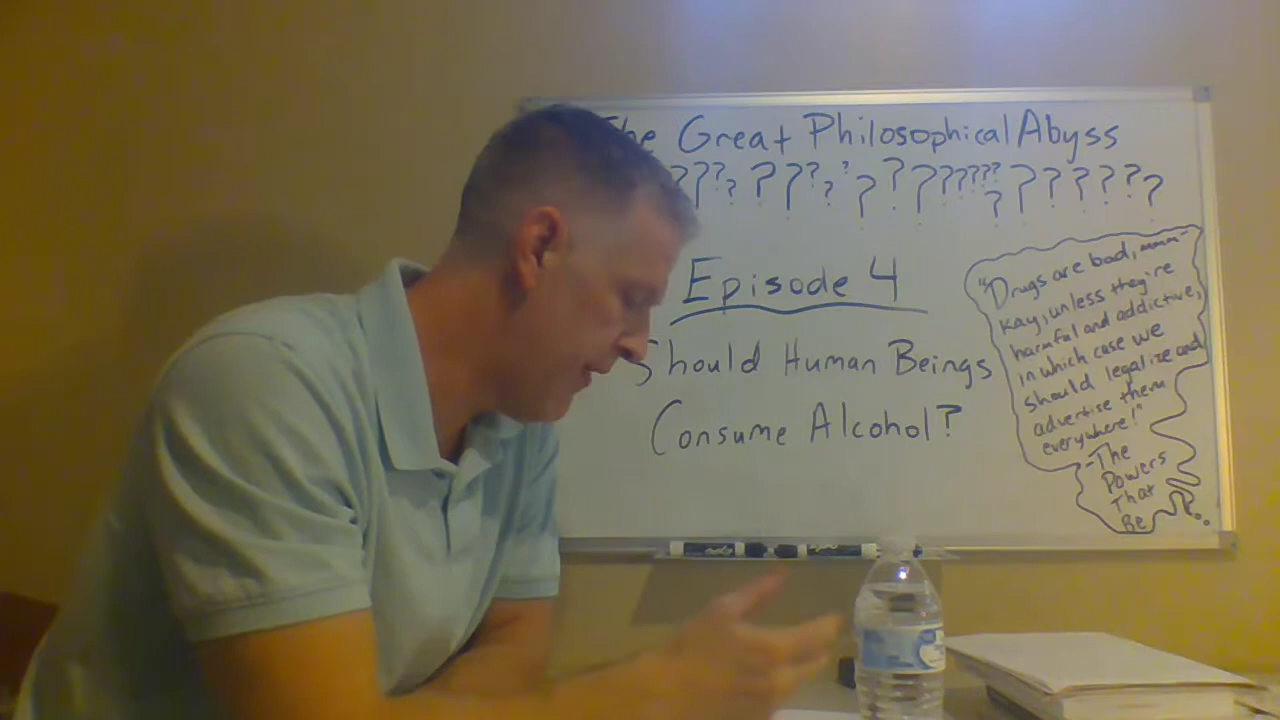 The Great Philosophical Abyss
????????????????????????
Episode 4
Should Human Beings
Consume Alcohol?
"Drugs are bad, mmm-
kay, unless they're
harmful and addictive,
in which case we
should legalize and
advertise them
everywhere!"
-The
Powers
That
Be